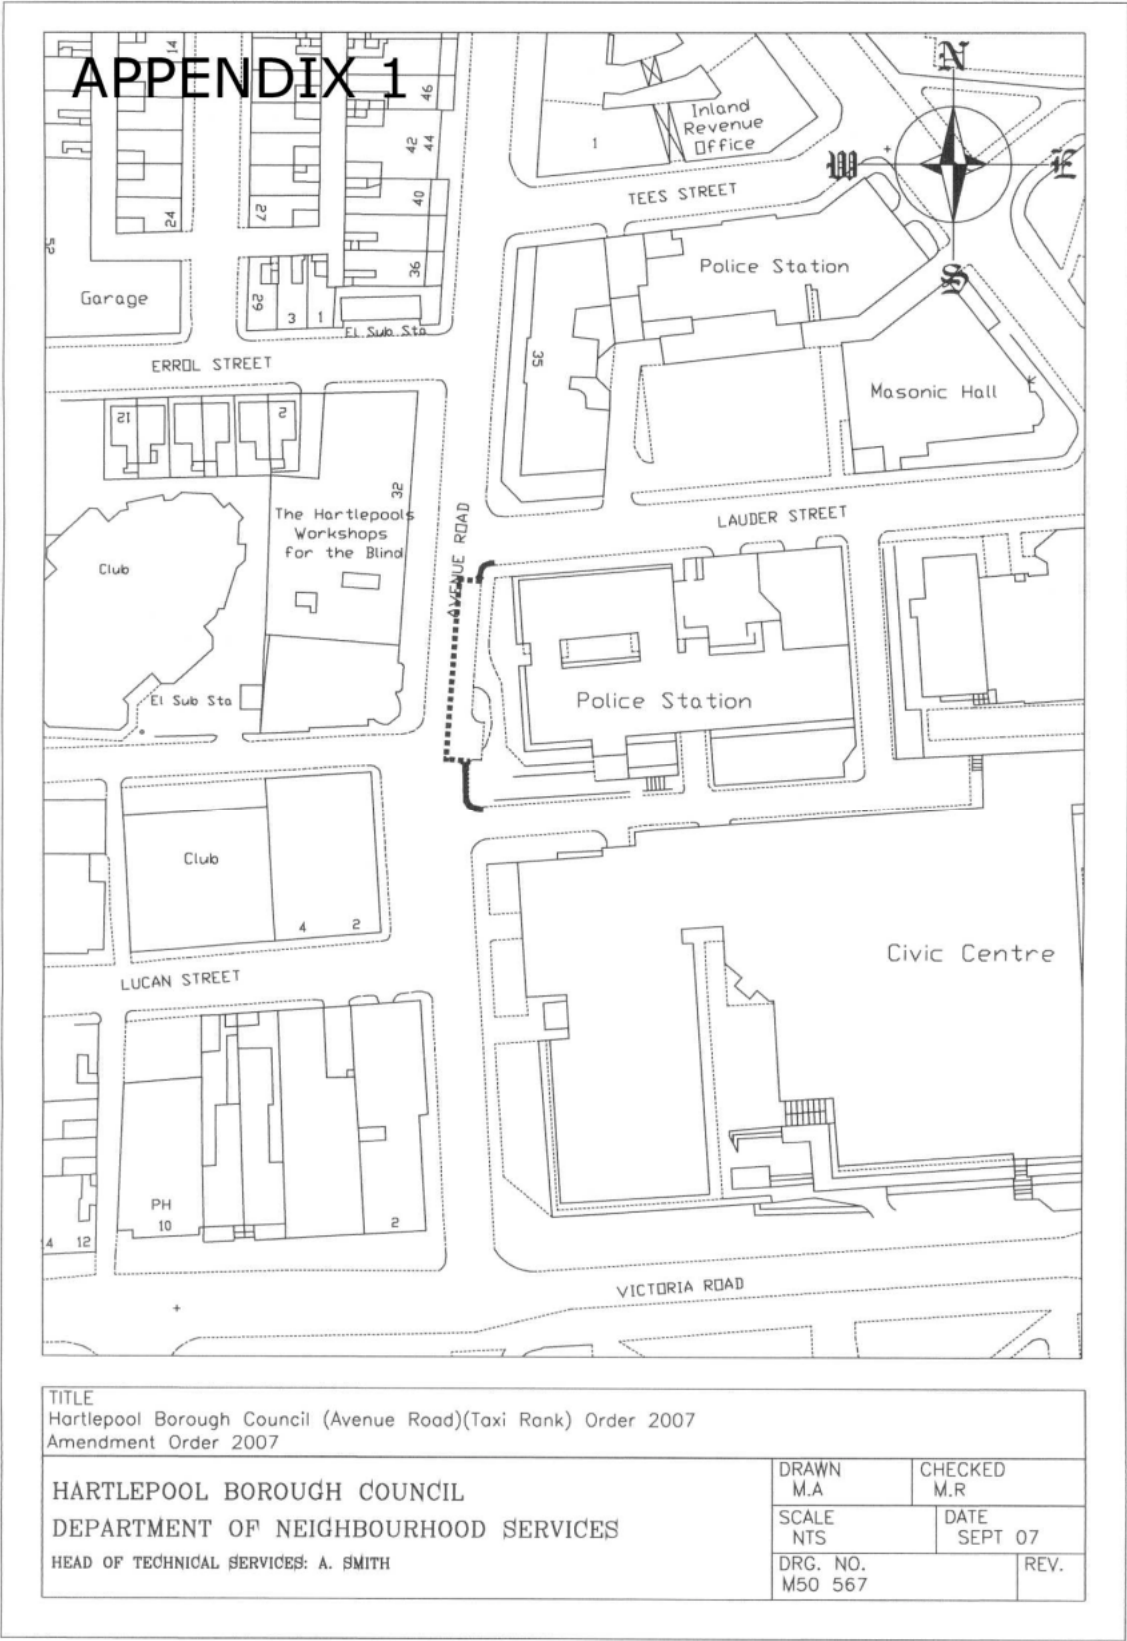 APPENDIX 1
14
46
42
44
Inland
Revenue
Office
1
N
W
E
S
TEES STREET
40
24
27
36
52
Garage
29
3
1
El Sub Sta
Police Station
35
ERROL STREET
Masonic Hall
12
2
32
The Hartlepools
Workshops
for the Blind
AVENUE ROAD
LAUDER STREET
Club
El Sub Sta
Police Station
Club
4
2
Civic Centre
LUCAN STREET
PH
10
2
4
12
VICTORIA ROAD
TITLE
Hartlepool Borough Council (Avenue Road)(Taxi Rank) Order 2007
Amendment Order 2007
HARTLEPOOL BOROUGH COUNCIL
DEPARTMENT OF NEIGHBOURHOOD SERVICES
HEAD OF TECHNICAL SERVICES: A. SMITH
DRAWN
M.A
CHECKED
M.R
SCALE
NTS
DATE
SEPT 07
DRG. NO.
M50 567
REV.